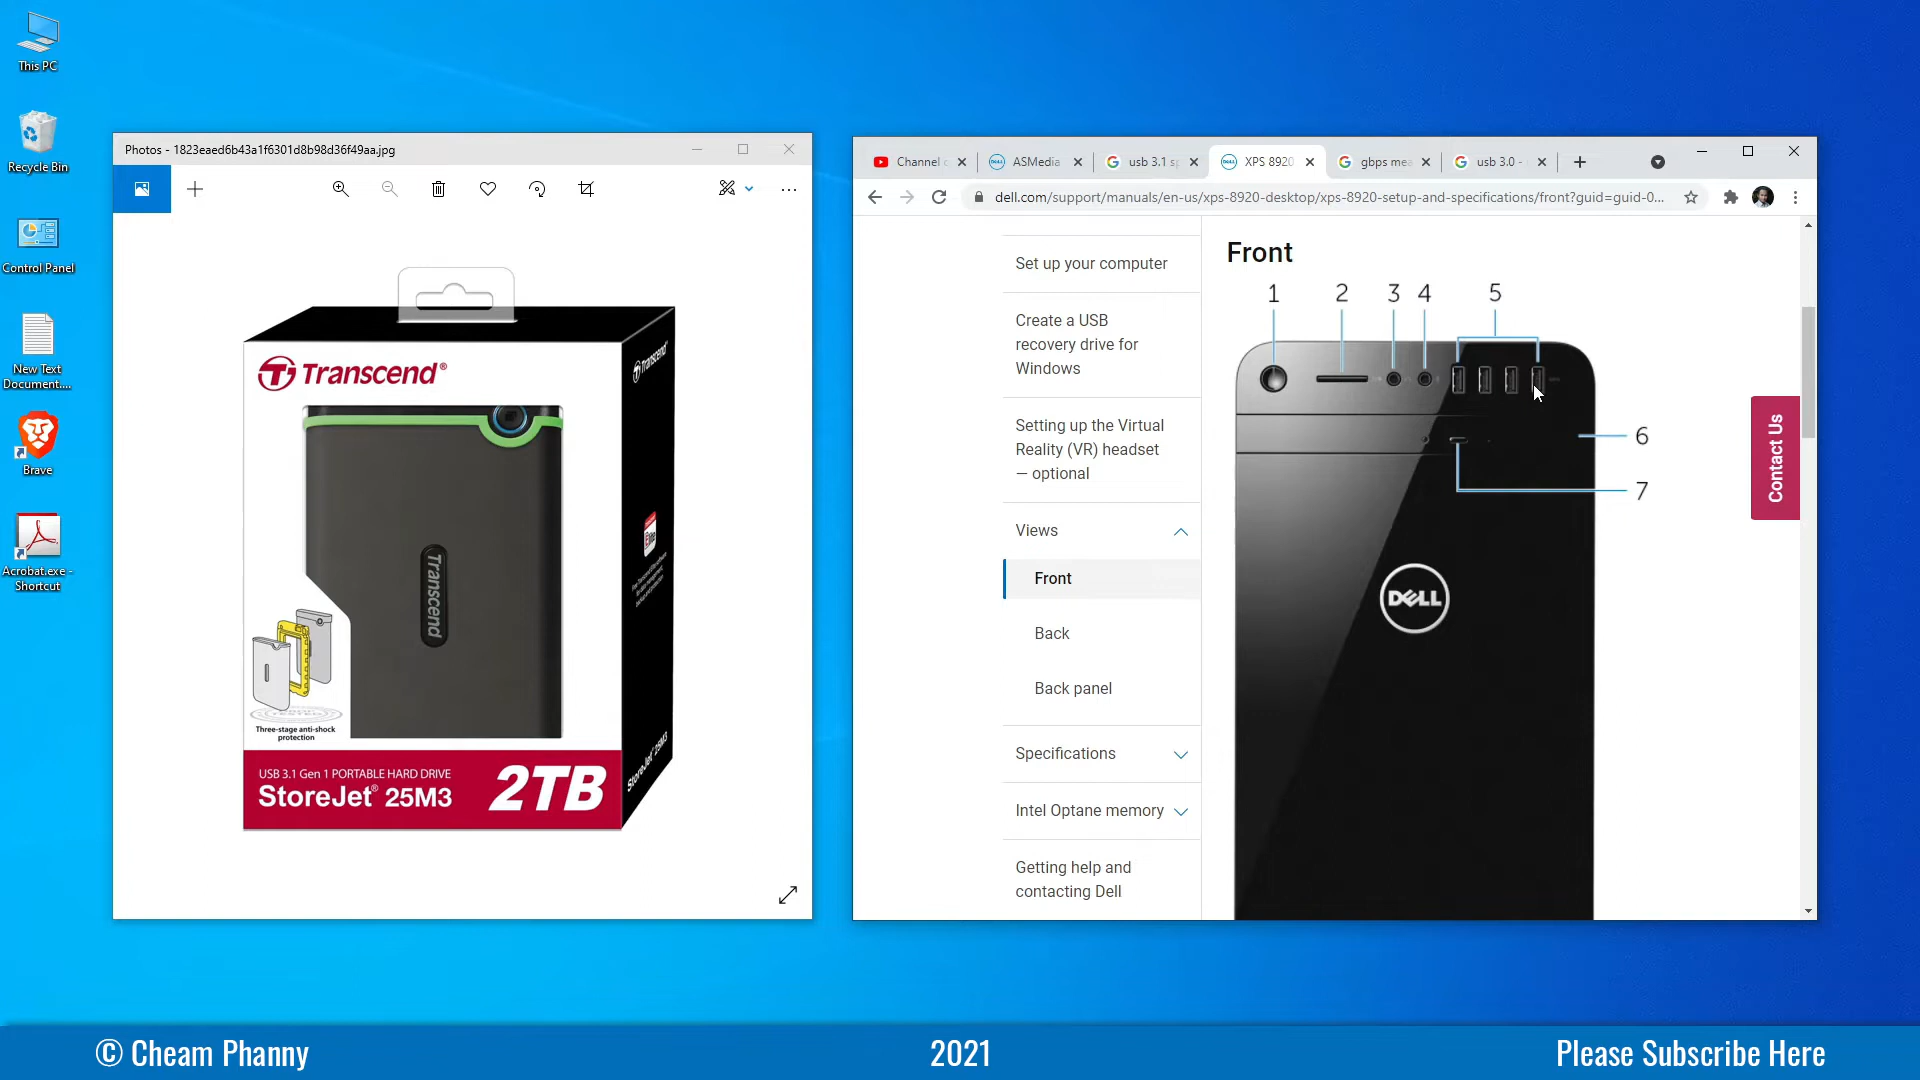 This PC
Recycle Bin
Control Panel
New Text
Document....
Brave
Acrobat.exe -
Shortcut
Photos - 1823eaed6b43a1f6301d8b98d36f49aa.jpg
Transcend®
Transcend®
Transcend
Three-stage anti-shock
protection
USB 3.1 Gen 1 PORTABLE HARD DRIVE
StoreJet® 25M3
2TB
StoreJet® 25M3
Channel c
ASMedia
usb 3.1 sp
XPS 8920
gbps mea
usb 3.0 -
dell.com/support/manuals/en-us/xps-8920-desktop/xps-8920-setup-and-specifications/front?guid=guid-0...
Set up your computer
Create a USB
recovery drive for
Windows
Setting up the Virtual
Reality (VR) headset
— optional
Views
Front
Back
Back panel
Specifications
Intel Optane memory
Getting help and
contacting Dell
Front
1 2 3 4 5
6
7
DELL
Contact Us
© Cheam Phanny
2021
Please Subscribe Here